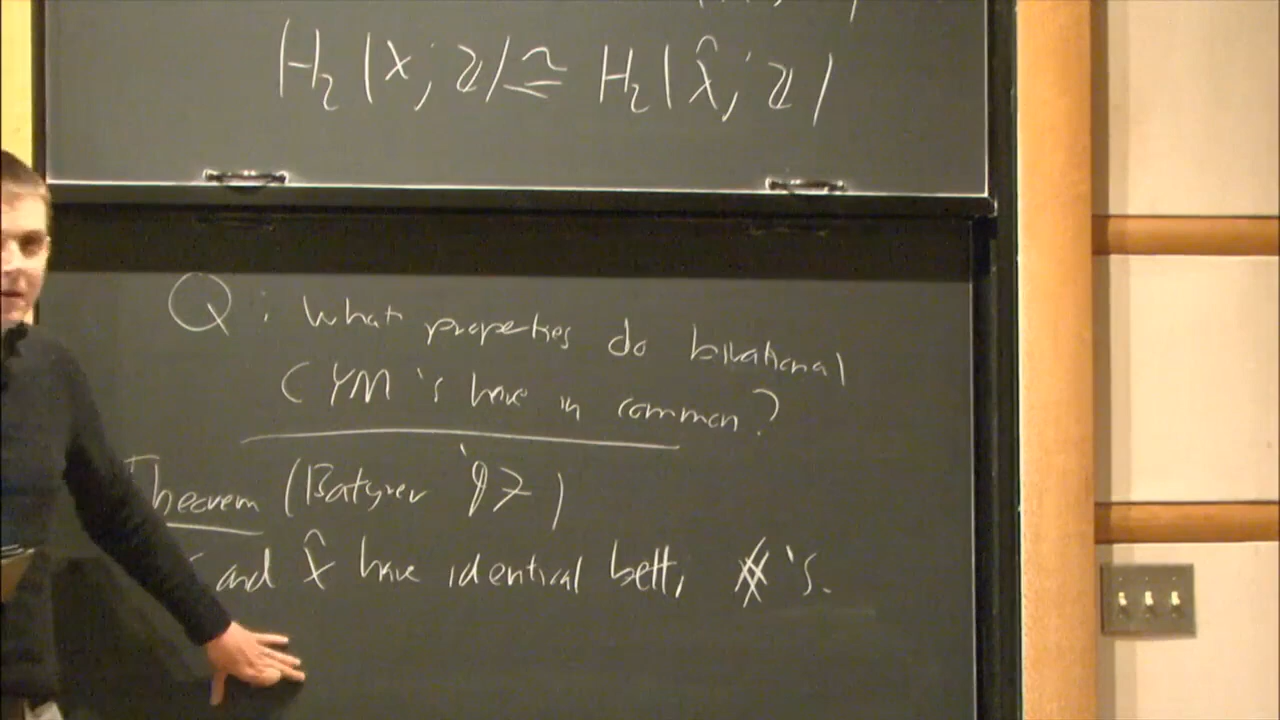 H₂(X; ℤ) ≅ H₂(X̂; ℤ)
Q: What properties do birational
CYM's have in common?
Theorem (Batyrev '97)
and X̂ have identical betti #'s.